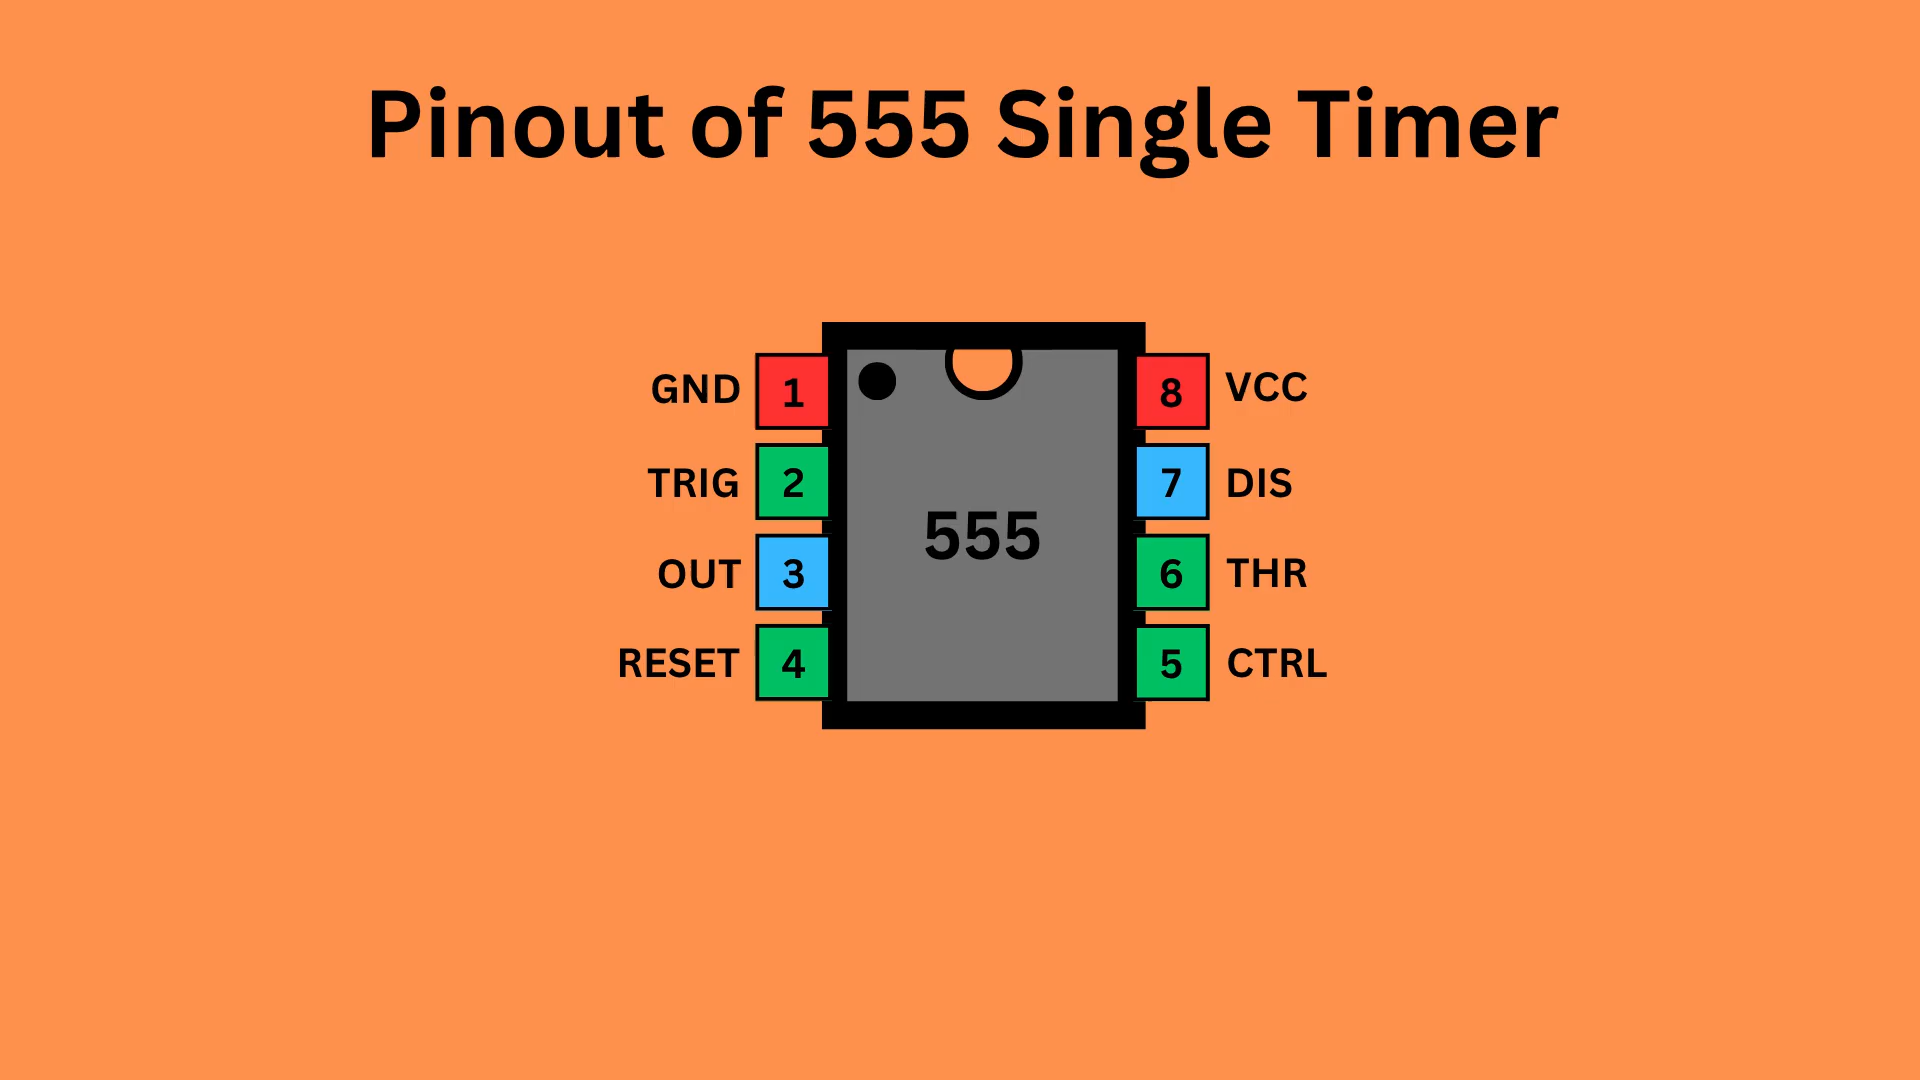 Pinout of 555 Single Timer
GND 1 8 VCC
TRIG 2 7 DIS
555
OUT 3 6 THR
RESET 4 5 CTRL